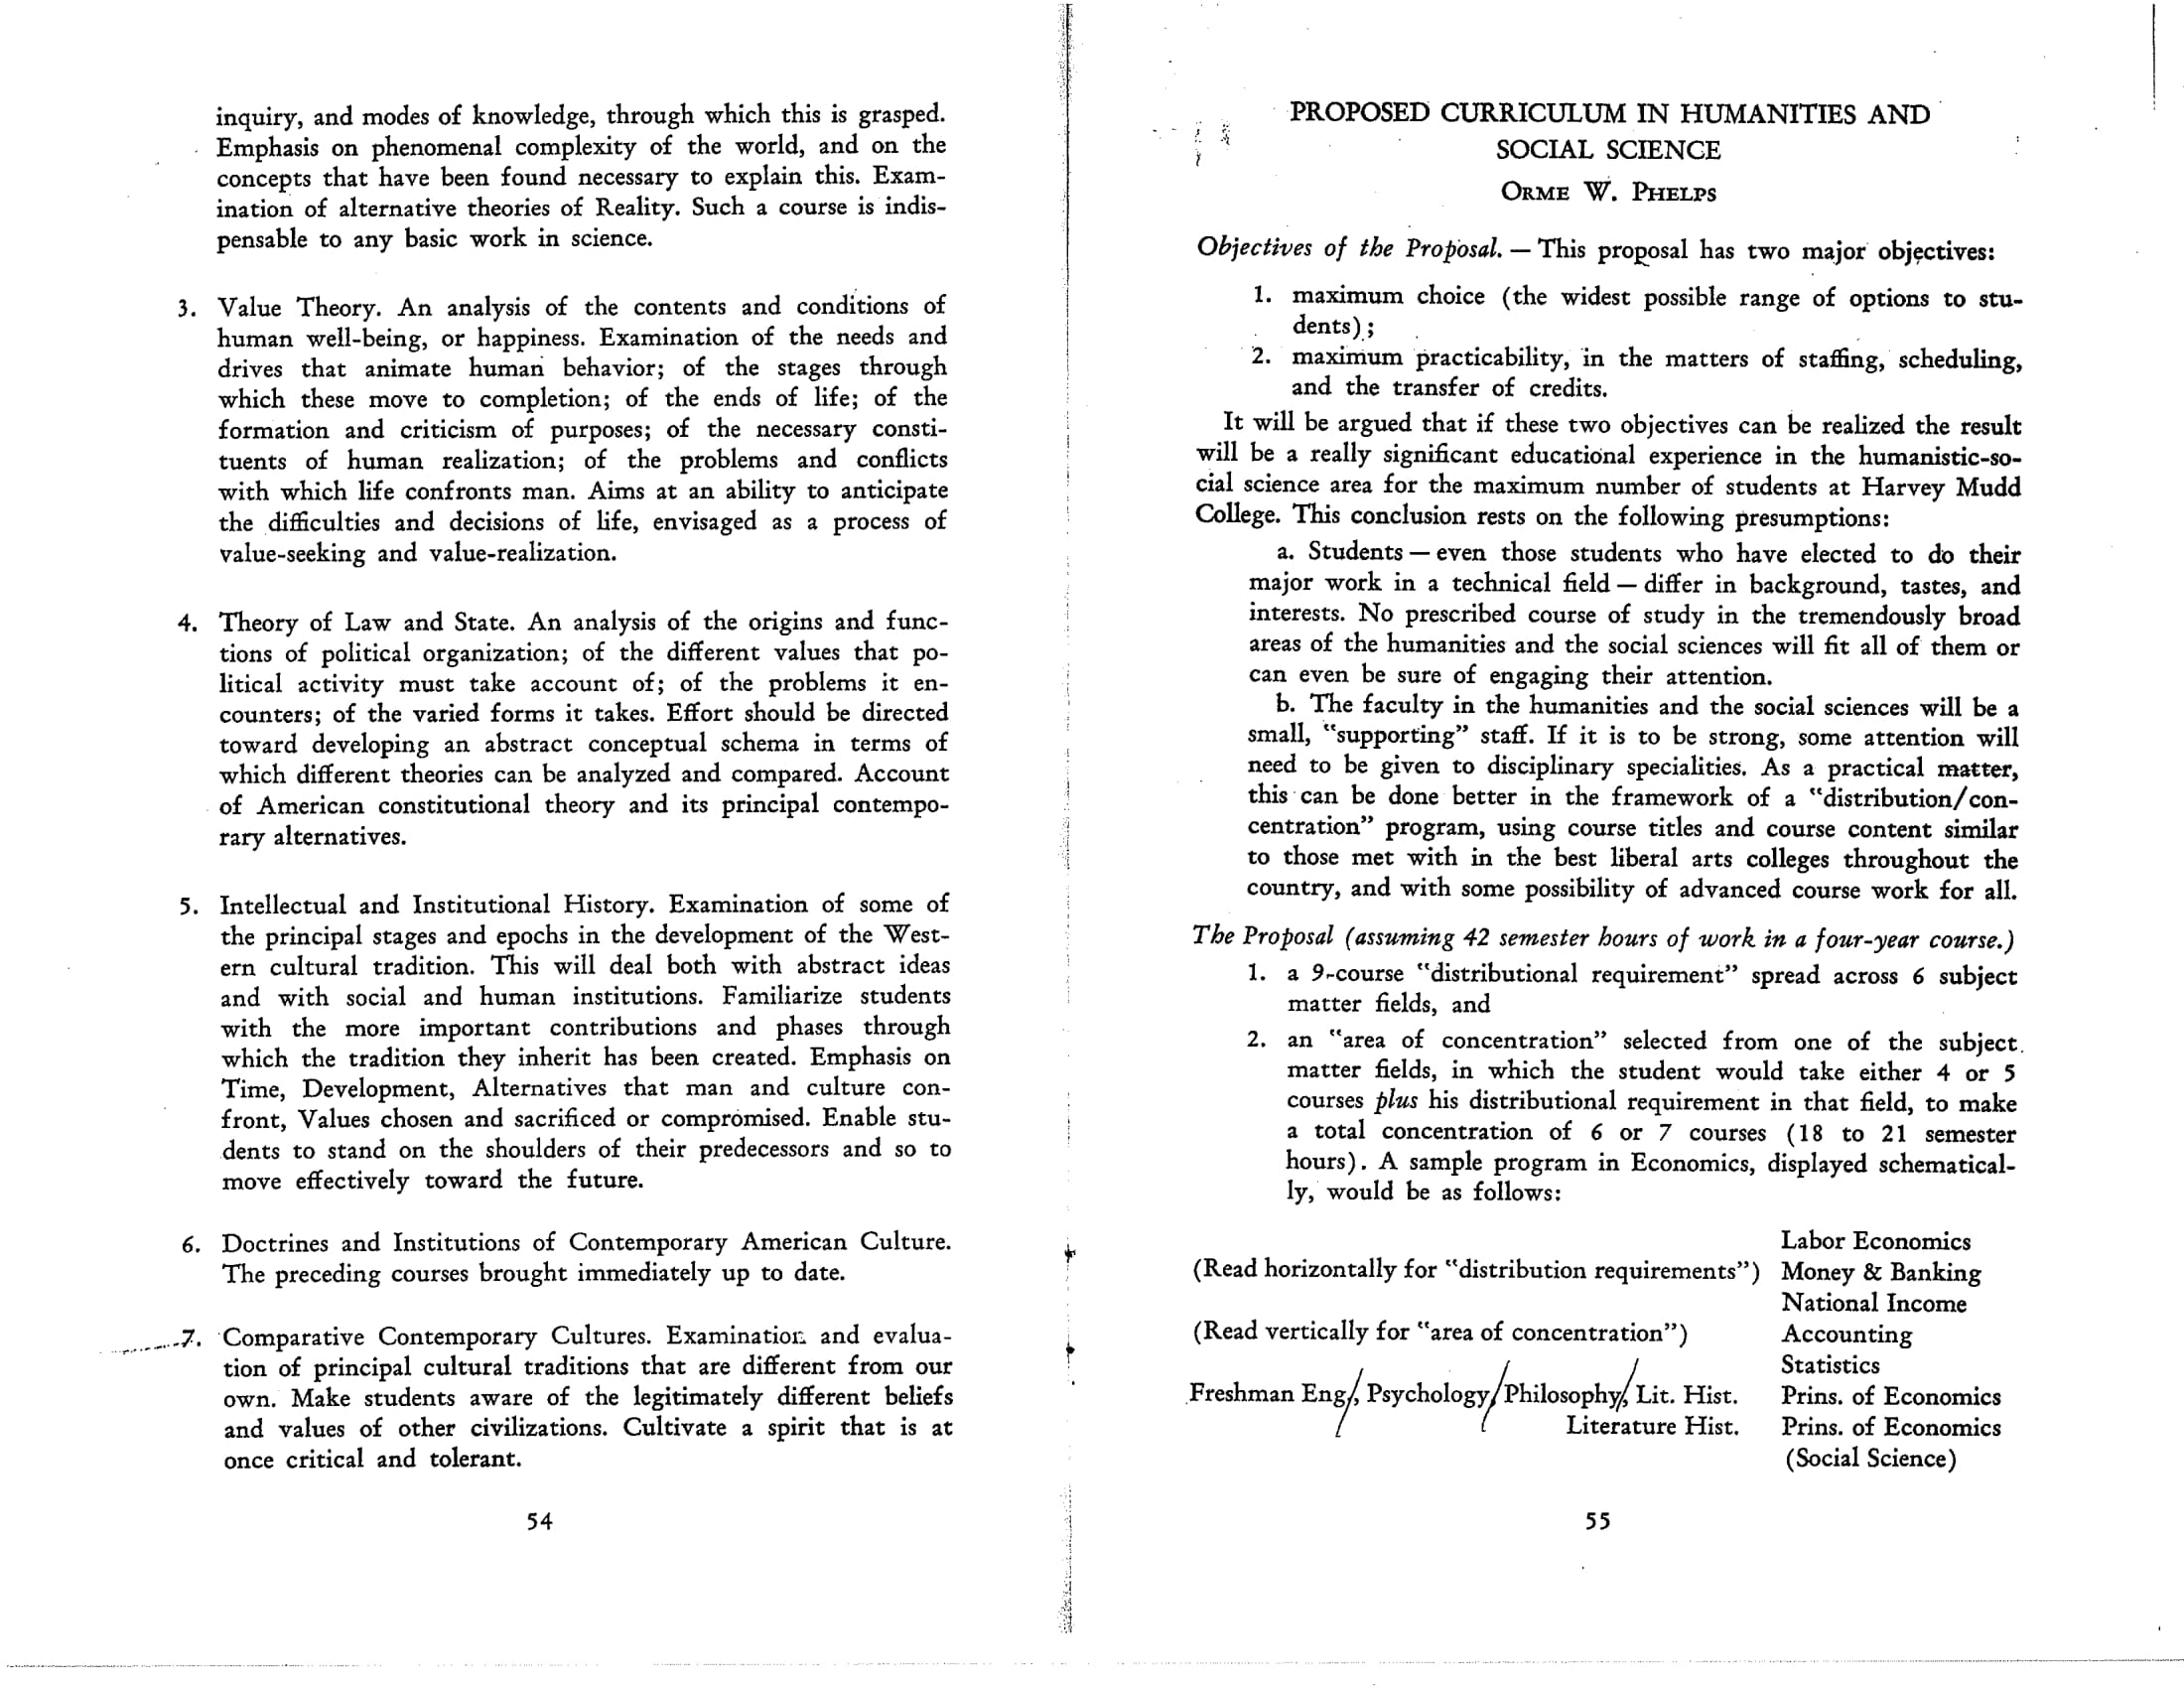 inquiry, and modes of knowledge, through which this is grasped.
Emphasis on phenomenal complexity of the world, and on the
concepts that have been found necessary to explain this. Exam-
ination of alternative theories of Reality. Such a course is indis-
pensable to any basic work in science.
3. Value Theory. An analysis of the contents and conditions of
human well-being, or happiness. Examination of the needs and
drives that animate human behavior; of the stages through
which these move to completion; of the ends of life; of the
formation and criticism of purposes; of the necessary consti-
tuents of human realization; of the problems and conflicts
with which life confronts man. Aims at an ability to anticipate
the difficulties and decisions of life, envisaged as a process of
value-seeking and value-realization.
4. Theory of Law and State. An analysis of the origins and func-
tions of political organization; of the different values that po-
litical activity must take account of; of the problems it en-
counters; of the varied forms it takes. Effort should be directed
toward developing an abstract conceptual schema in terms of
which different theories can be analyzed and compared. Account
of American constitutional theory and its principal contempo-
rary alternatives.
5. Intellectual and Institutional History. Examination of some of
the principal stages and epochs in the development of the West-
ern cultural tradition. This will deal both with abstract ideas
and with social and human institutions. Familiarize students
with the more important contributions and phases through
which the tradition they inherit has been created. Emphasis on
Time, Development, Alternatives that man and culture con-
front, Values chosen and sacrificed or compromised. Enable stu-
dents to stand on the shoulders of their predecessors and so to
move effectively toward the future.
6. Doctrines and Institutions of Contemporary American Culture.
The preceding courses brought immediately up to date.
7. Comparative Contemporary Cultures. Examination and evalua-
tion of principal cultural traditions that are different from our
own. Make students aware of the legitimately different beliefs
and values of other civilizations. Cultivate a spirit that is at
once critical and tolerant.
54
PROPOSED CURRICULUM IN HUMANITIES AND
SOCIAL SCIENCE
ORME W. PHELPS
Objectives of the Proposal. — This proposal has two major objectives:
1. maximum choice (the widest possible range of options to stu-
dents);
2. maximum practicability, in the matters of staffing, scheduling,
and the transfer of credits.
It will be argued that if these two objectives can be realized the result
will be a really significant educational experience in the humanistic-so-
cial science area for the maximum number of students at Harvey Mudd
College. This conclusion rests on the following presumptions:
a. Students — even those students who have elected to do their
major work in a technical field — differ in background, tastes, and
interests. No prescribed course of study in the tremendously broad
areas of the humanities and the social sciences will fit all of them or
can even be sure of engaging their attention.
b. The faculty in the humanities and the social sciences will be a
small, "supporting" staff. If it is to be strong, some attention will
need to be given to disciplinary specialities. As a practical matter,
this can be done better in the framework of a "distribution/con-
centration" program, using course titles and course content similar
to those met with in the best liberal arts colleges throughout the
country, and with some possibility of advanced course work for all.
The Proposal (assuming 42 semester hours of work in a four-year course.)
1. a 9-course "distributional requirement" spread across 6 subject
matter fields, and
2. an "area of concentration" selected from one of the subject
matter fields, in which the student would take either 4 or 5
courses plus his distributional requirement in that field, to make
a total concentration of 6 or 7 courses (18 to 21 semester
hours). A sample program in Economics, displayed schematical-
ly, would be as follows:
Labor Economics
(Read horizontally for "distribution requirements") Money & Banking
National Income
(Read vertically for "area of concentration") Accounting
Statistics
Freshman Eng/, Psychology/Philosophy/, Lit. Hist. Prins. of Economics
Literature Hist. Prins. of Economics
(Social Science)
55